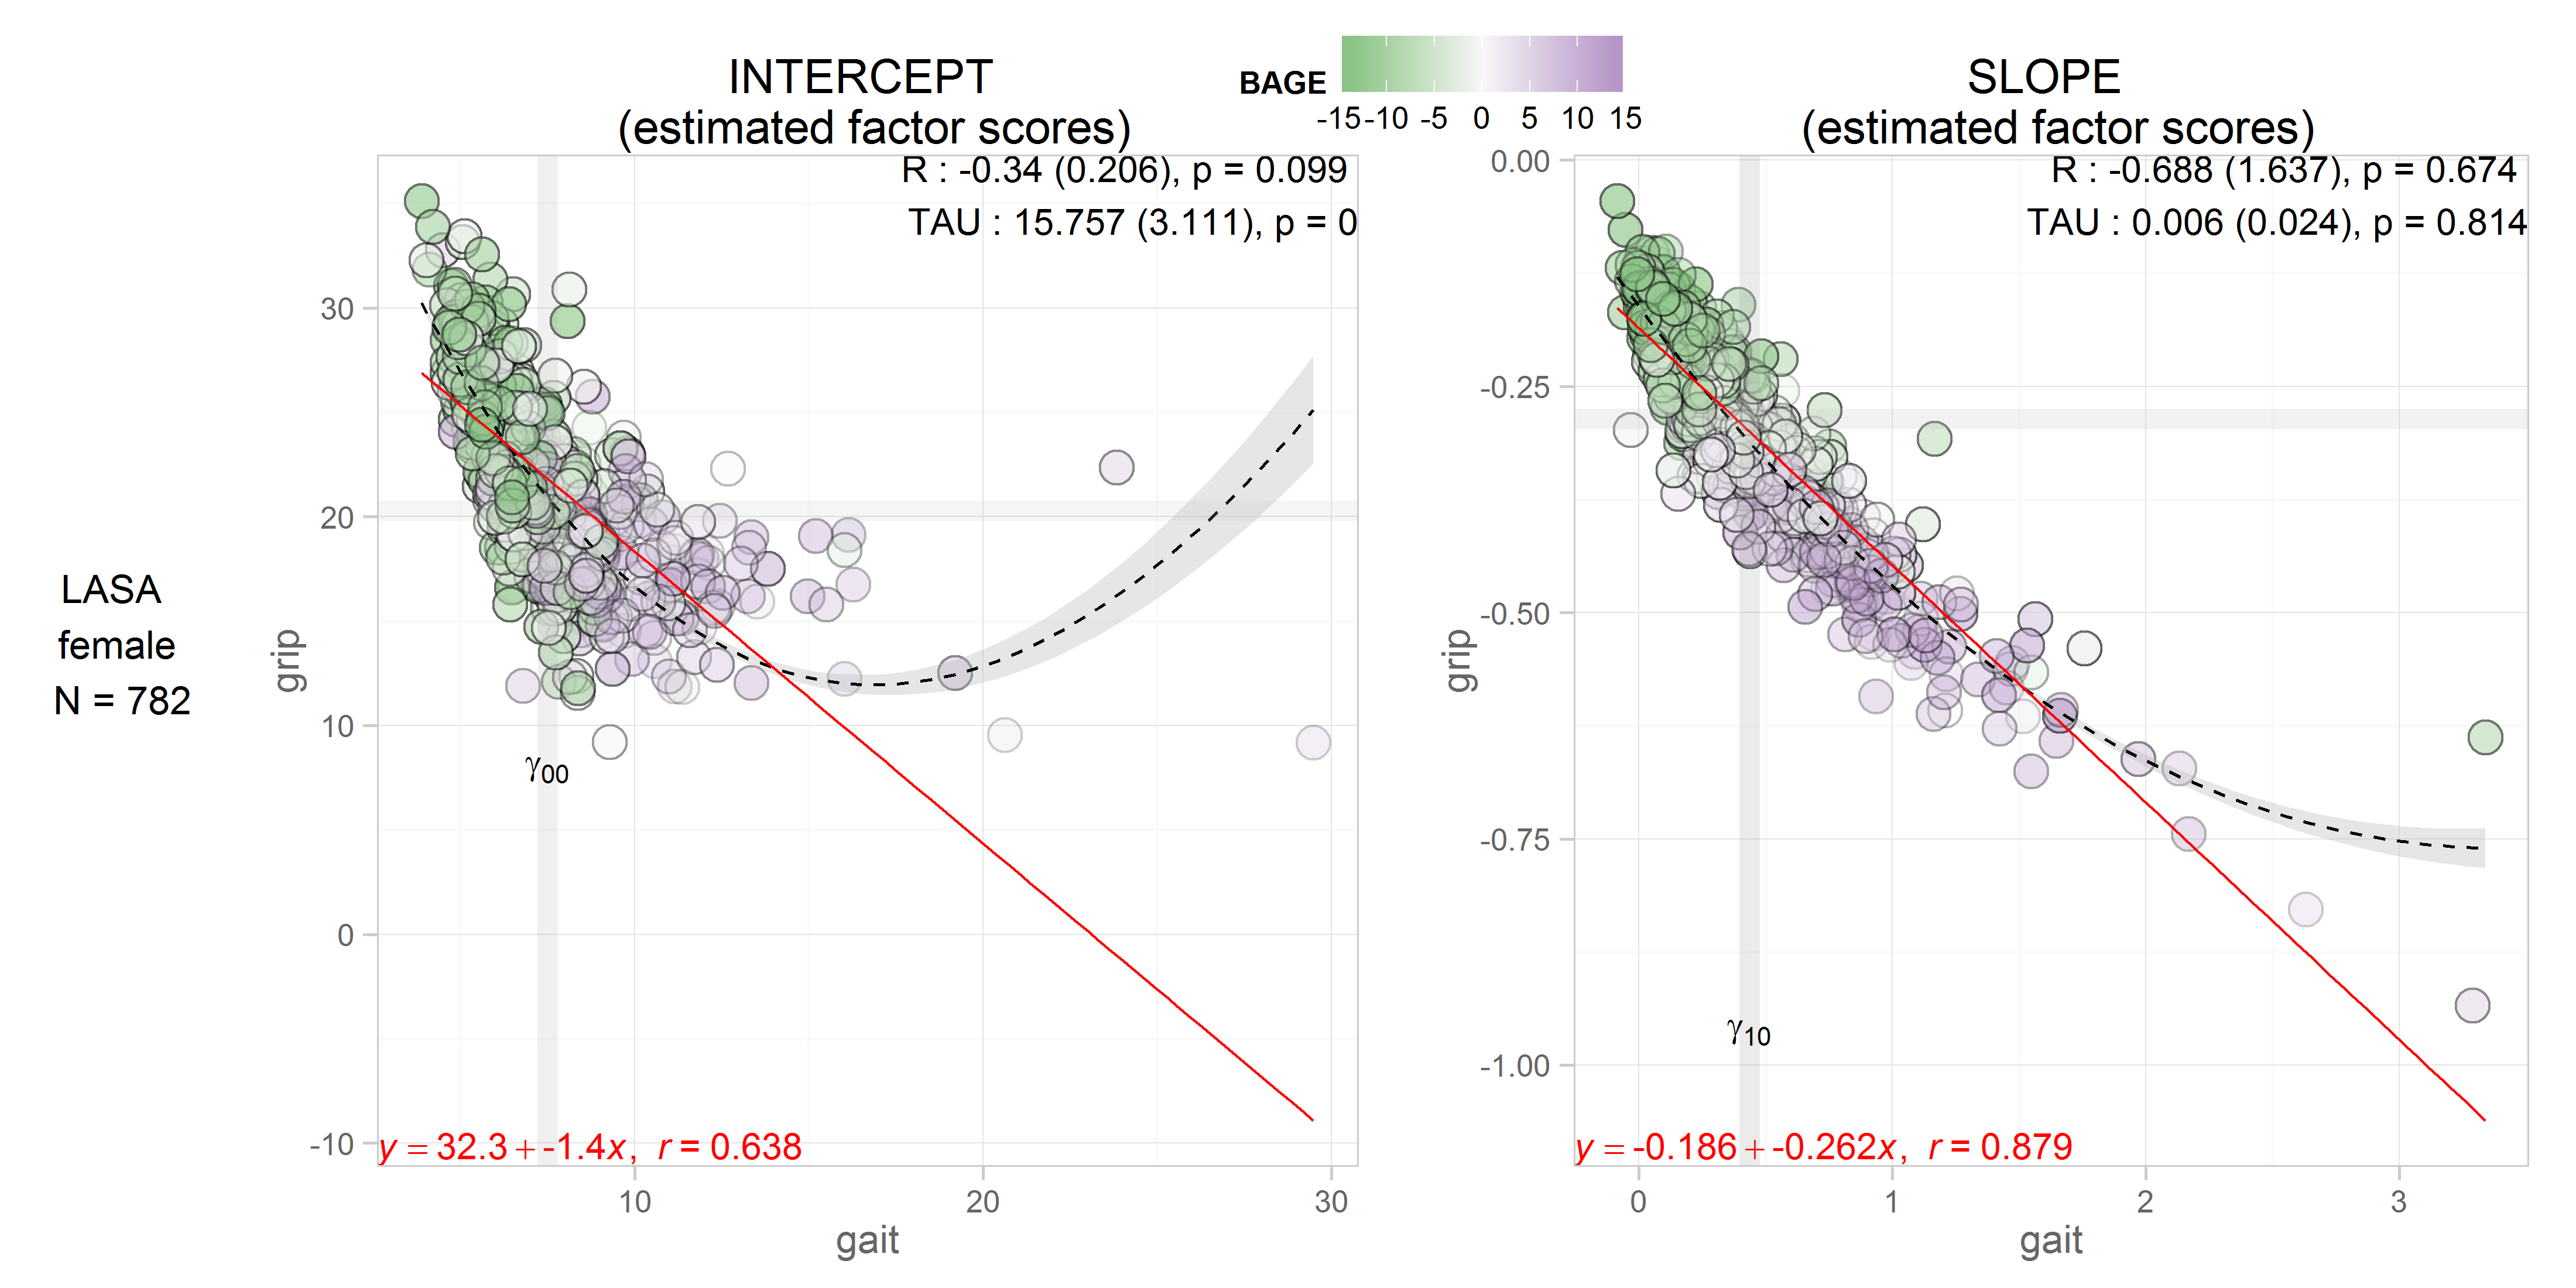 INTERCEPT
(estimated factor scores)
BAGE
-15 -10 -5 0 5 10 15
SLOPE
(estimated factor scores)
LASA
female
N = 782
R : -0.34 (0.206), p = 0.099
TAU : 15.757 (3.111), p = 0
30
20
10
0
-10
grip
γ00
y = 32.3 + -1.4x, r = 0.638
10 20 30
gait
R : -0.688 (1.637), p = 0.674
TAU : 0.006 (0.024), p = 0.814
0.00
-0.25
-0.50
-0.75
-1.00
grip
γ10
y = -0.186 + -0.262x, r = 0.879
0 1 2 3
gait